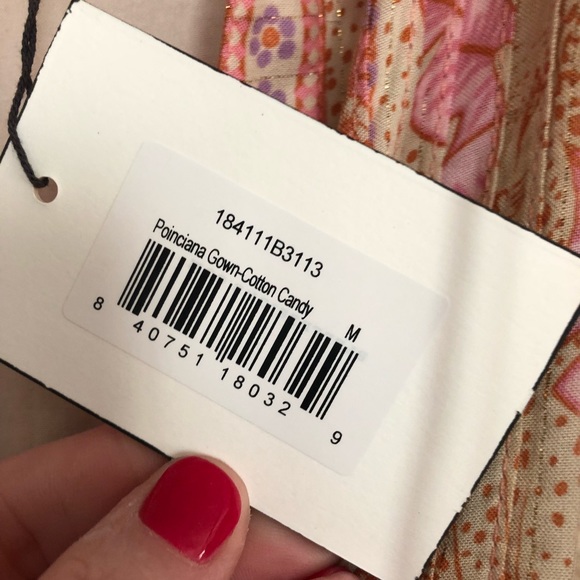 184111B3113
Poinciana Gown-Cotton Candy
M
8 40751 18032 9